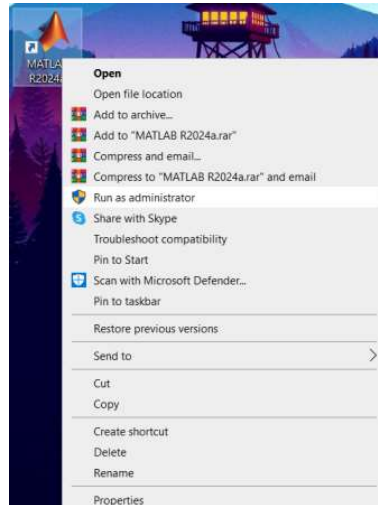 MATLA
R2024a
Open
Open file location
Add to archive...
Add to "MATLAB R2024a.rar"
Compress and email...
Compress to "MATLAB R2024a.rar" and email
Run as administrator
Share with Skype
Troubleshoot compatibility
Pin to Start
Scan with Microsoft Defender...
Pin to taskbar
Restore previous versions
Send to
Cut
Copy
Create shortcut
Delete
Rename
Properties